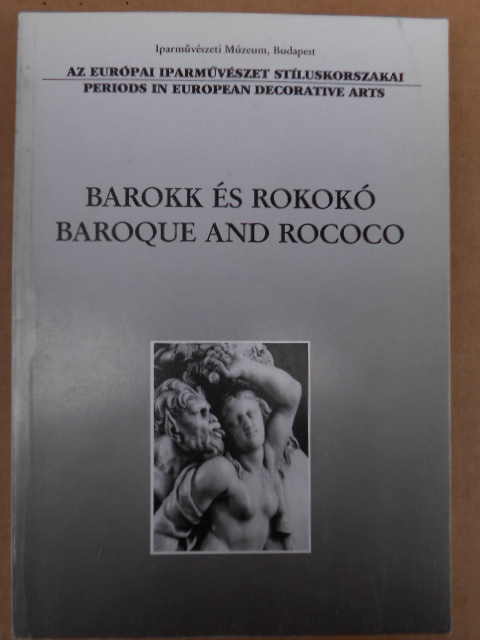 Iparművészeti Múzeum, Budapest
AZ EURÓPAI IPARMŰVÉSZET STÍLUSKORSZAKAI
PERIODS IN EUROPEAN DECORATIVE ARTS
BAROKK ÉS ROKOKÓ
BAROQUE AND ROCOCO